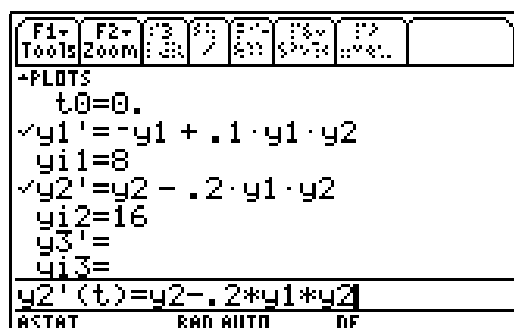 F1 F2
Tools Zoom
PLOTS
t0=0.
✓y1'=⁻y1 + .1·y1·y2
yi1=8
✓y2'=y2 - .2·y1·y2
yi2=16
y3'=
yi3=
y2'(t)=y2-.2*y1*y2
RAD AUTO DE